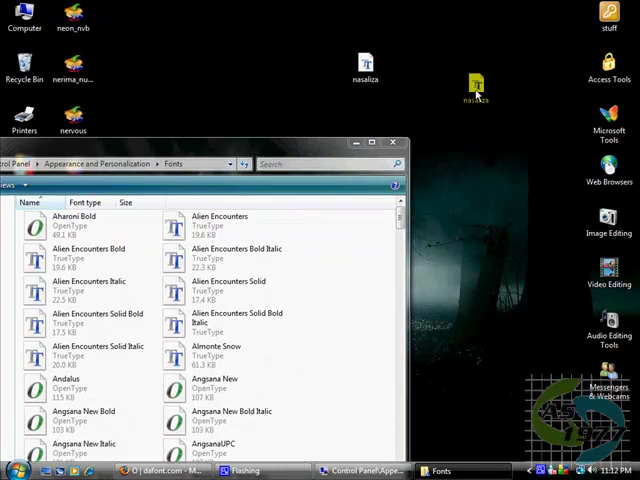 Computer
neon_nvb
stuff
Recycle Bin
nerima_nu...
nasaliza
nasaliza
Access Tools
Printers
nervous
Microsoft
Tools
trol Panel ▸ Appearance and Personalization ▸ Fonts
Search
iews
Name
Font type
Size
Web Browsers
Aharoni Bold
OpenType
49.1 KB
Alien Encounters
TrueType
19.6 KB
Alien Encounters Bold
TrueType
19.6 KB
Alien Encounters Bold Italic
TrueType
22.3 KB
Image Editing
Alien Encounters Italic
TrueType
22.5 KB
Alien Encounters Solid
TrueType
17.4 KB
Video Editing
Alien Encounters Solid Bold
TrueType
17.5 KB
Alien Encounters Solid Bold
Italic
TrueType
Audio Editing
Tools
Alien Encounters Solid Italic
TrueType
20.0 KB
Almonte Snow
TrueType
61.3 KB
Andalus
OpenType
115 KB
Angsana New
OpenType
107 KB
Messengers
& Webcams
Angsana New Bold
OpenType
103 KB
Angsana New Bold Italic
OpenType
103 KB
Angsana New Italic
OpenType
AngsanaUPC
OpenType
O | dafont.com - M...
Flashing
Control Panel\Appe...
Fonts
11:12 PM